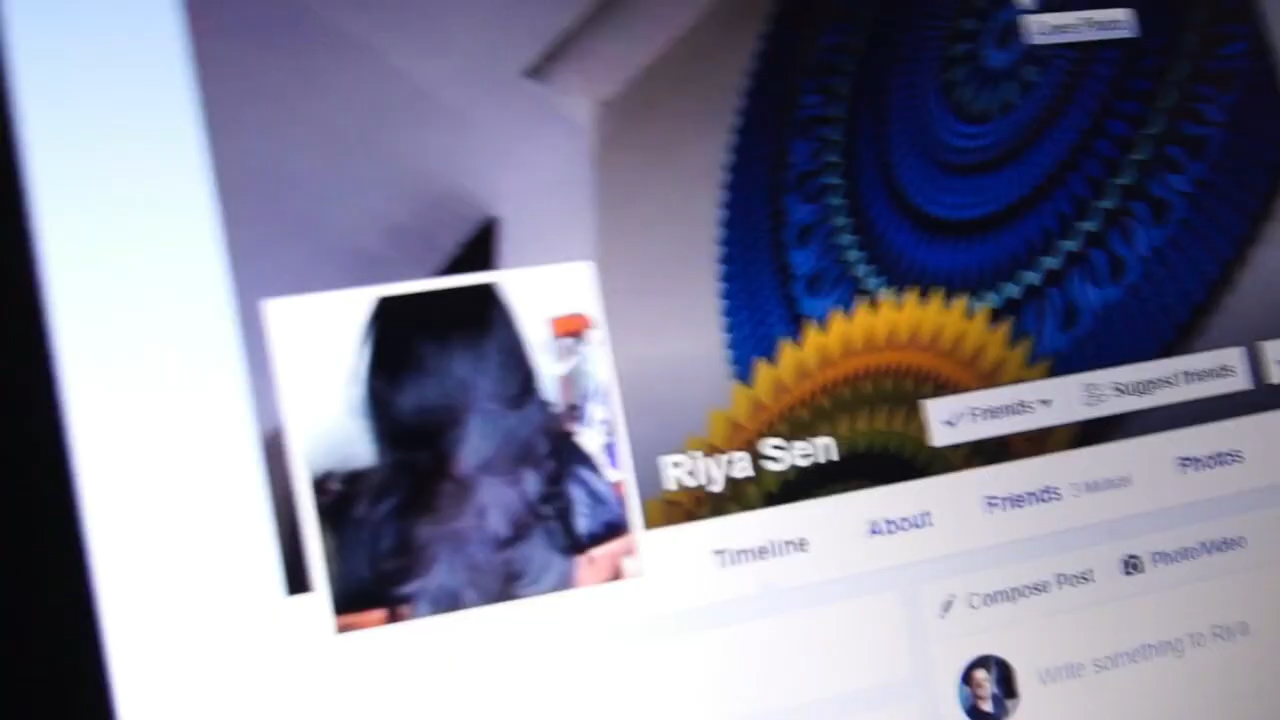 Riya Sen
Friends
Suggest friends
Timeline
About
Friends
Photos
Compose Post
Photo/Video
Write something to Riya